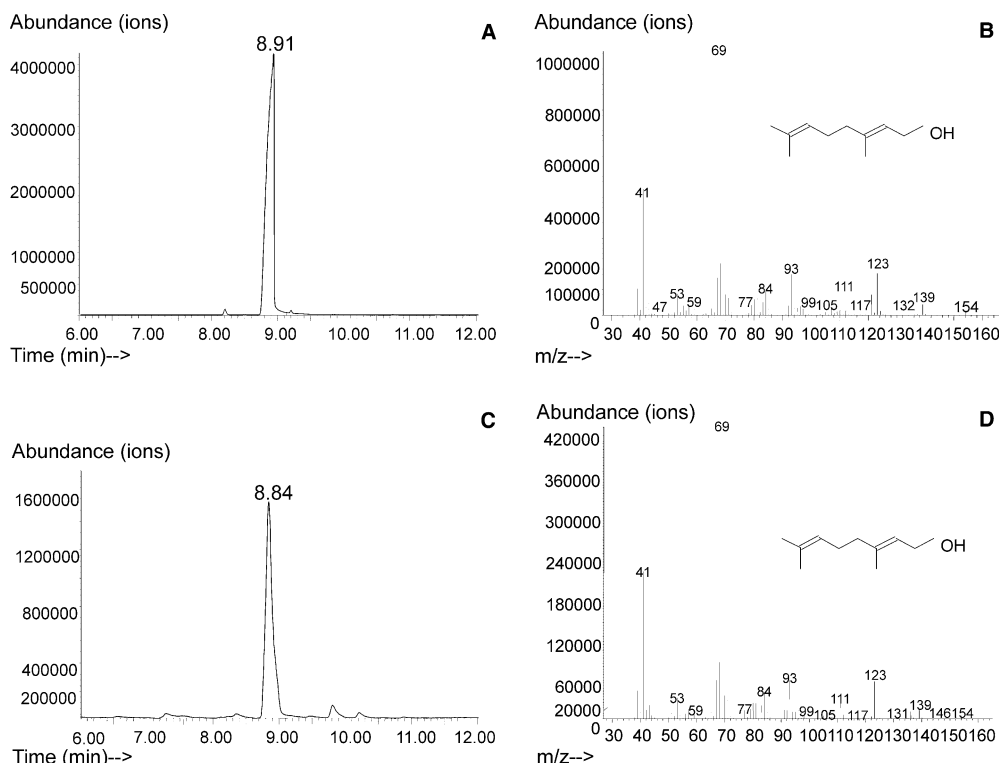 Abundance (ions)
A
8.91
4000000
3000000
2000000
1000000
500000
6.00 7.00 8.00 9.00 10.00 11.00 12.00
Time (min)-->
Abundance (ions)
B
69
1000000
800000
600000
400000
200000
100000
0
OH
41
47 53 59 77 84 93 99 105 111 117 123 132 139 154
30 40 50 60 70 80 90 100 110 120 130 140 150 160
m/z-->
C
Abundance (ions)
8.84
1600000
1200000
800000
400000
200000
6.00 7.00 8.00 9.00 10.00 11.00 12.00
Time (min)-->
Abundance (ions)
D
69
420000
360000
300000
240000
180000
120000
60000
20000
0
OH
41
53 59 77 84 93 99 105 111 117 123 131 139 146 154
30 40 50 60 70 80 90 100 110 120 130 140 150 160
m/z-->